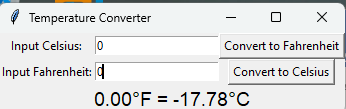 Temperature Converter
Input Celsius: 0 Convert to Fahrenheit
Input Fahrenheit: 0 Convert to Celsius
0.00°F = -17.78°C